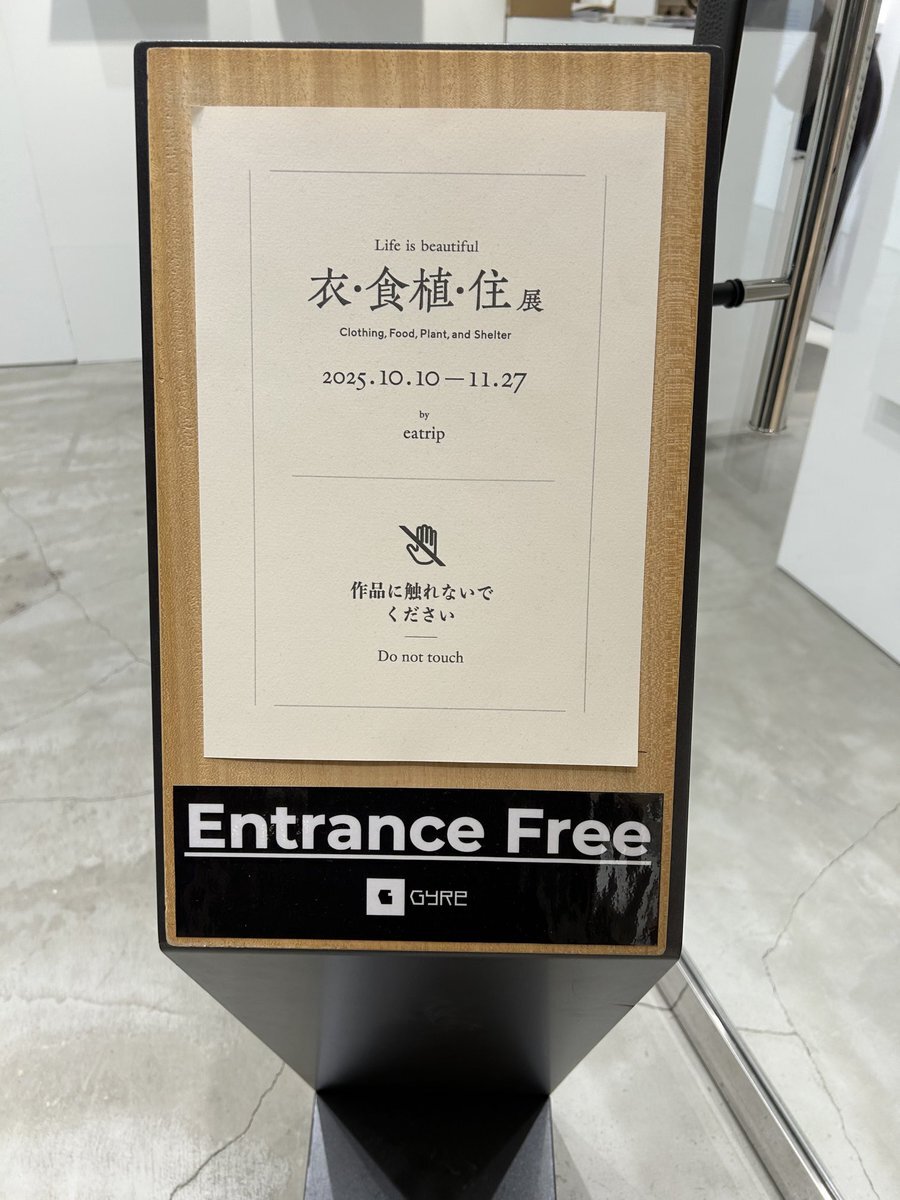 Life is beautiful
衣・食植・住 展
Clothing, Food, Plant, and Shelter
2025.10.10—11.27
by
eatrip
作品に触れないで
ください
Do not touch
Entrance Free
GYRE